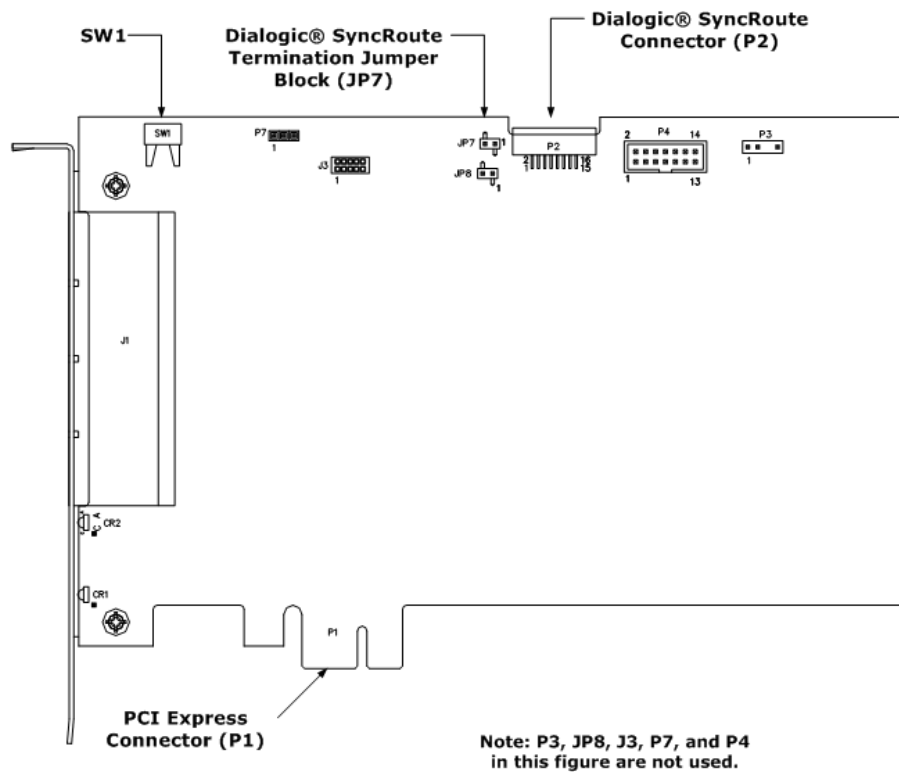 Dialogic® SyncRoute
Connector (P2)
SW1
Dialogic® SyncRoute
Termination Jumper
Block (JP7)
SW1
P7
1
J3
1
JP7
1
JP8
1
P2
2
16
1
15
2
P4
14
1
13
P3
1
J1
A
C
CR2
CR1
P1
PCI Express
Connector (P1)
Note: P3, JP8, J3, P7, and P4
in this figure are not used.